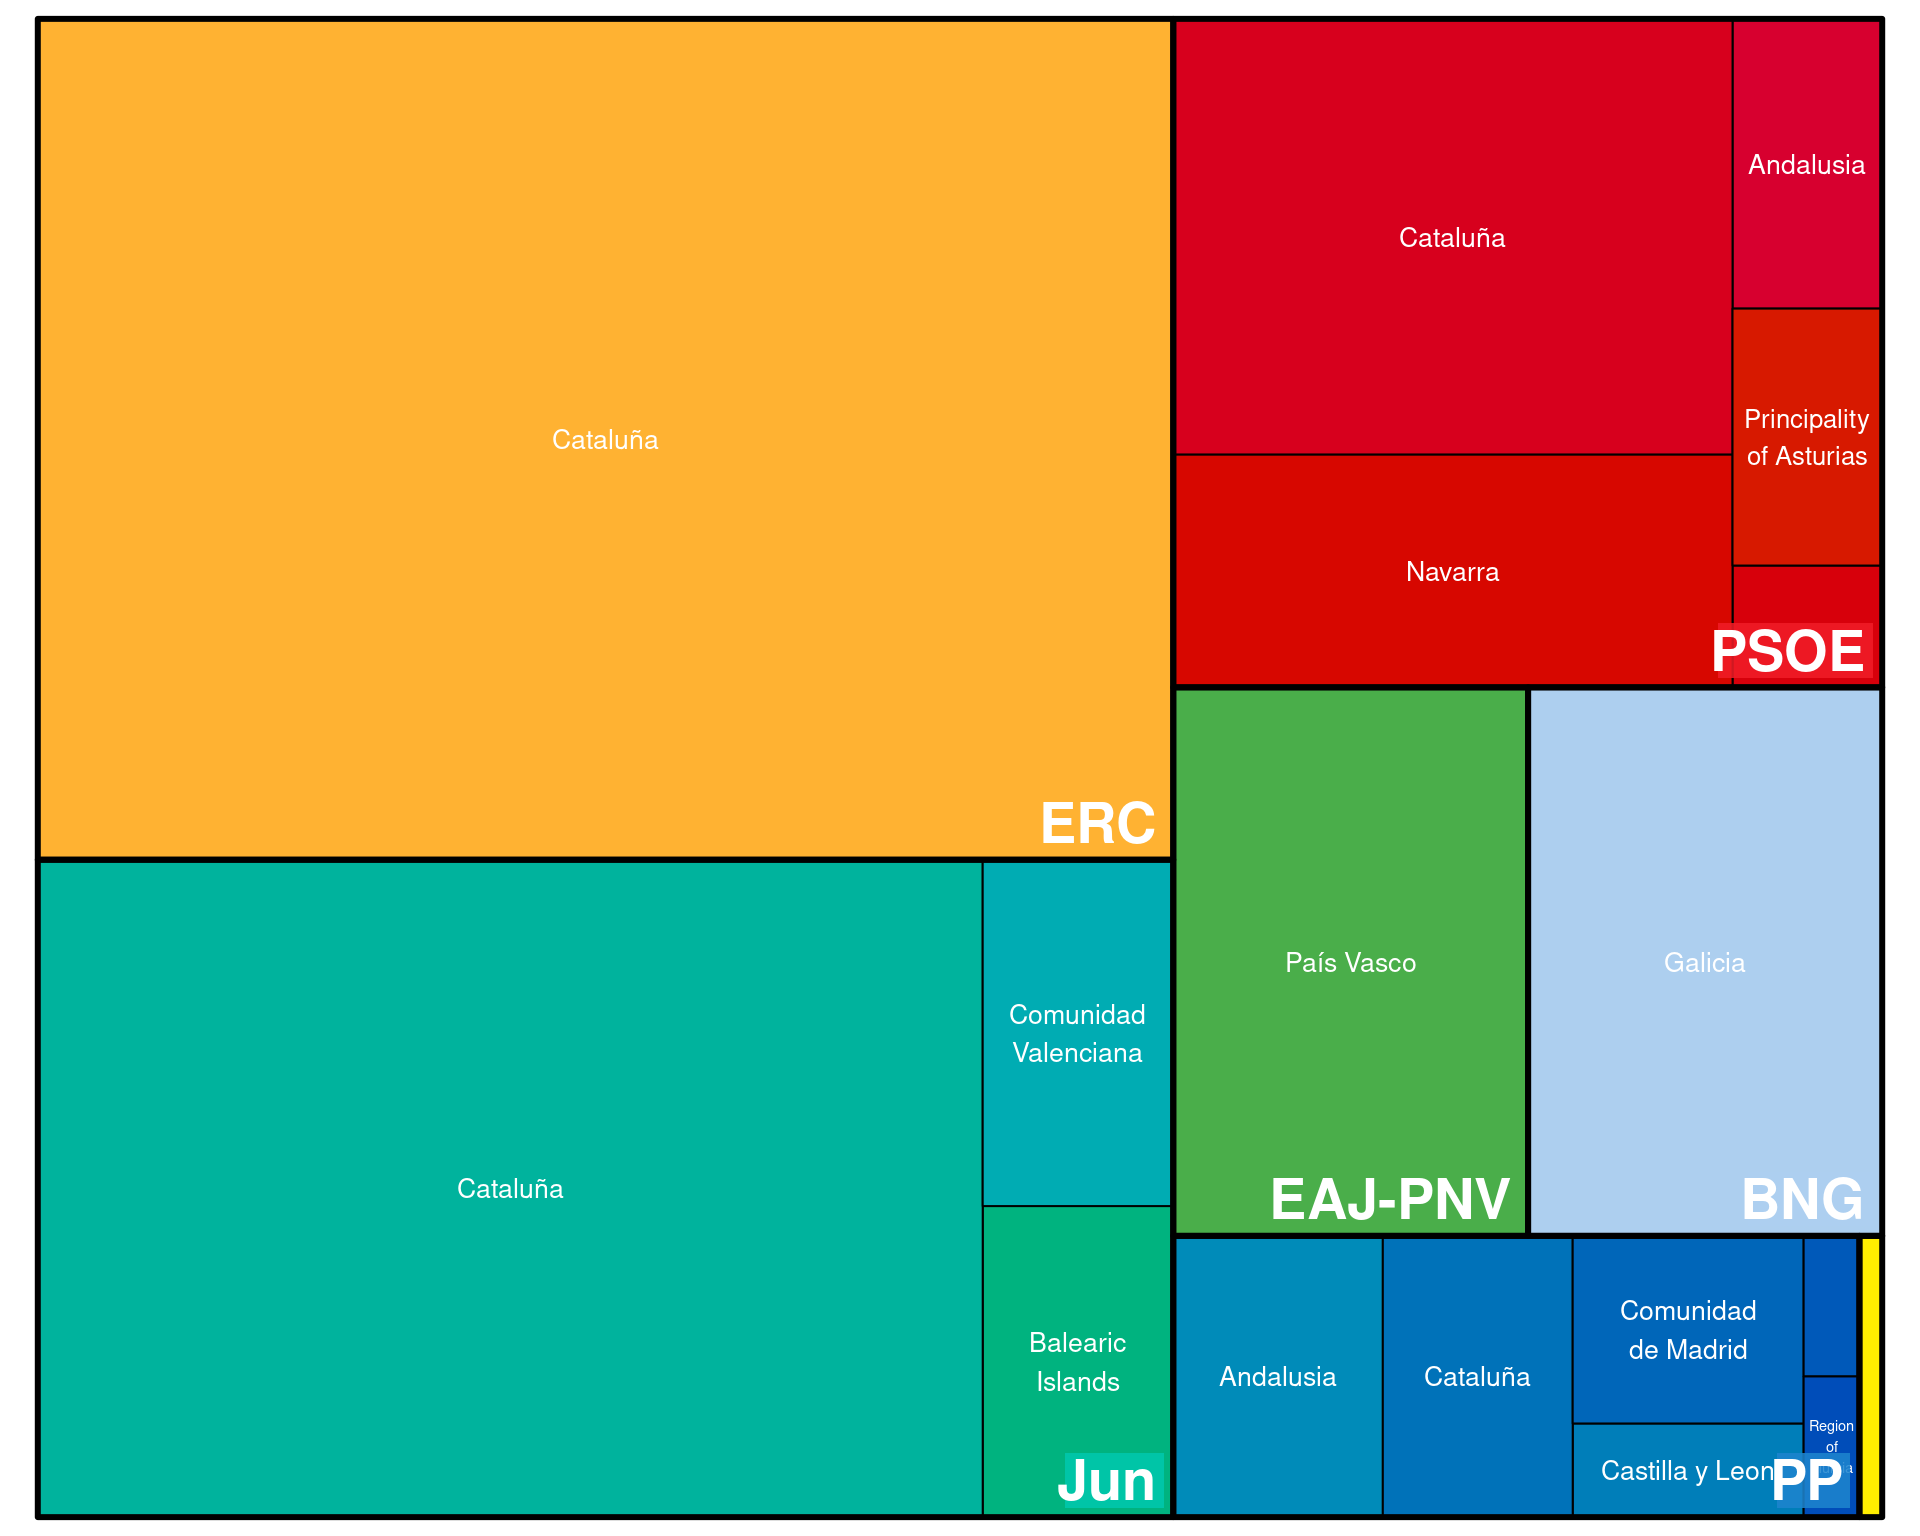 Cataluña
ERC
Cataluña
Comunidad
Valenciana
Balearic
Islands
Jun
Cataluña
Andalusia
Principality
of Asturias
Navarra
PSOE
País Vasco
EAJ-PNV
Galicia
BNG
Andalusia
Cataluña
Comunidad
de Madrid
Castilla y Leon
Region
of
PP